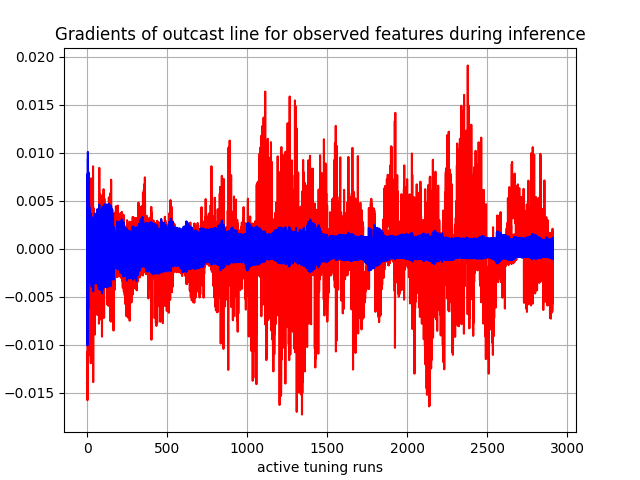 Gradients of outcast line for observed features during inference
0.020
0.015
0.010
0.005
0.000
−0.005
−0.010
−0.015
0 500 1000 1500 2000 2500 3000
active tuning runs